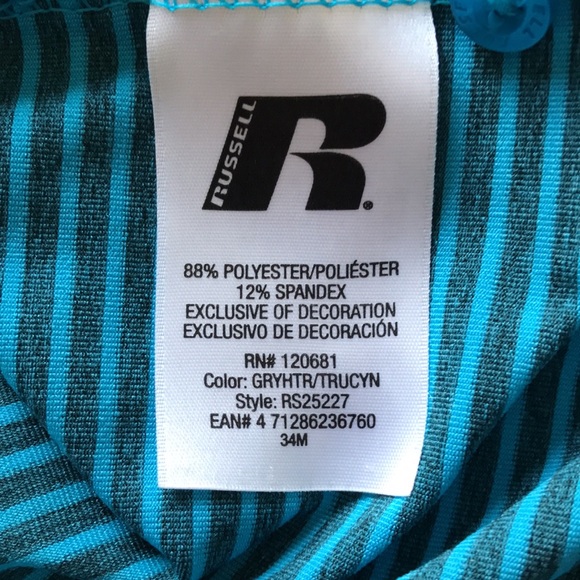 RUSSELL
R®
88% POLYESTER/POLIÉSTER
12% SPANDEX
EXCLUSIVE OF DECORATION
EXCLUSIVO DE DECORACIÓN
RN# 120681
Color: GRYHTR/TRUCYN
Style: RS25227
EAN# 4 71286236760
34M